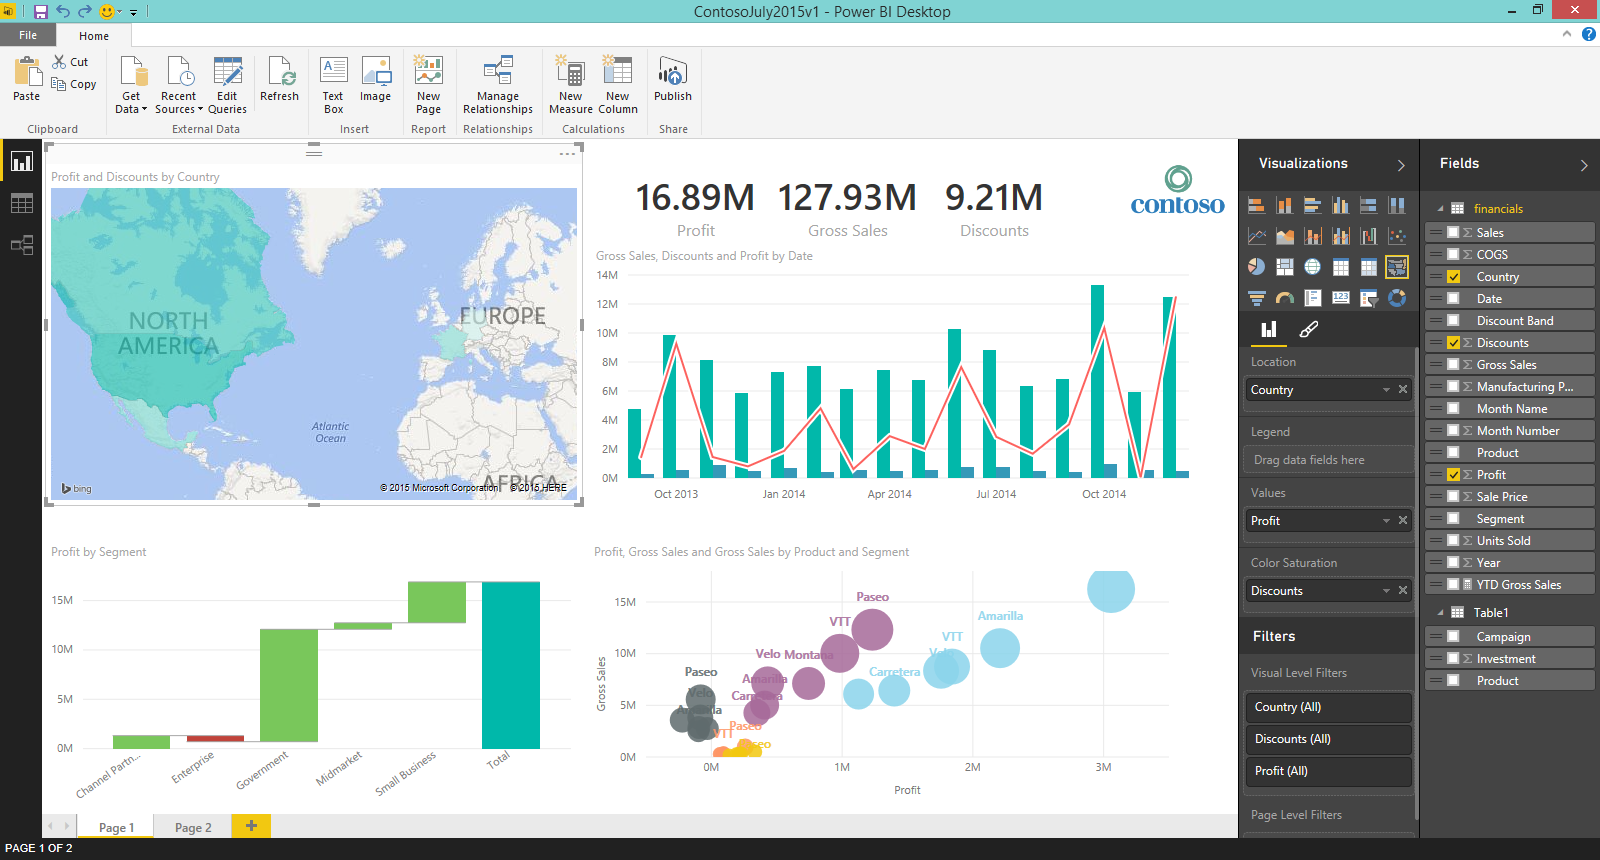 ContosoJuly2015v1 - Power BI Desktop
File
Home
Paste
Cut
Copy
Get Data
Recent Sources
Edit Queries
Refresh
Text Box
Image
New Page
Manage Relationships
New Measure
New Column
Publish
Clipboard
External Data
Insert
Report
Relationships
Calculations
Share
Profit and Discounts by Country
NORTH AMERICA
EUROPE
Atlantic Ocean
AFRICA
bing
© 2015 Microsoft Corporation
© 2015 HERE
16.89M
Profit
127.93M
Gross Sales
9.21M
Discounts
contoso
Gross Sales, Discounts and Profit by Date
14M
12M
10M
8M
6M
4M
2M
0M
Oct 2013
Jan 2014
Apr 2014
Jul 2014
Oct 2014
Profit by Segment
15M
10M
5M
0M
Channel Partn...
Enterprise
Government
Midmarket
Small Business
Total
Profit, Gross Sales and Gross Sales by Product and Segment
Gross Sales
15M
10M
5M
0M
Paseo
VTT
Amarilla
VTT
Velo
Montana
Carretera
Paseo
Amarilla
Velo
Carretera
Amarilla
Paseo
VTT
0M
1M
2M
3M
Profit
Visualizations
Location
Country
Legend
Drag data fields here
Values
Profit
Color Saturation
Discounts
Filters
Visual Level Filters
Country (All)
Discounts (All)
Profit (All)
Page Level Filters
Fields
financials
Sales
COGS
Country
Date
Discount Band
Discounts
Gross Sales
Manufacturing P...
Month Name
Month Number
Product
Profit
Sale Price
Segment
Units Sold
Year
YTD Gross Sales
Table1
Campaign
Investment
Product
Page 1
Page 2
PAGE 1 OF 2